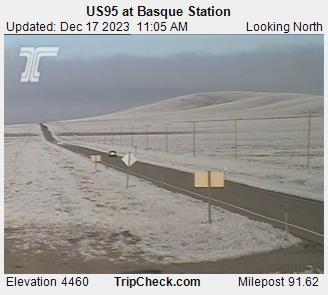 US95 at Basque Station
Updated: Dec 17 2023 11:05 AM Looking North
Elevation 4460 TripCheck.com Milepost 91.62